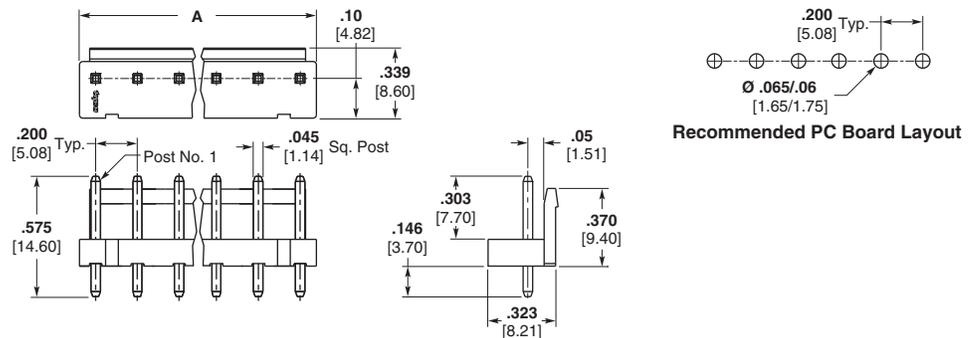 A
.10
[4.82]
.339
[8.60]
.200
[5.08] Typ.
Ø .065/.06
[1.65/1.75]
Recommended PC Board Layout
.200
[5.08] Typ.
Post No. 1
.045
[1.14] Sq. Post
.05
[1.51]
.575
[14.60]
.303
[7.70]
.146
[3.70]
.370
[9.40]
.323
[8.21]